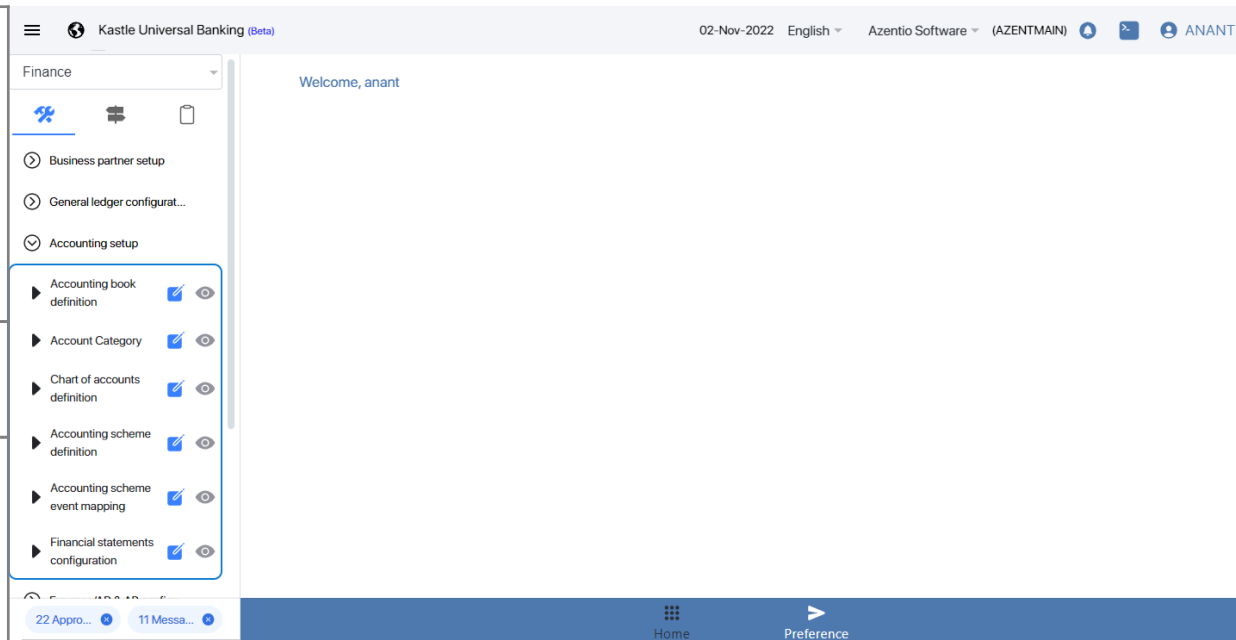 Kastle Universal Banking (Beta)
02-Nov-2022 English Azentio Software (AZENTMAIN) ANANT
Finance
Welcome, anant
Business partner setup
General ledger configurat...
Accounting setup
Accounting book
definition
Account Category
Chart of accounts
definition
Accounting scheme
definition
Accounting scheme
event mapping
Financial statements
configuration
22 Appro... 11 Messa...
Home Preference